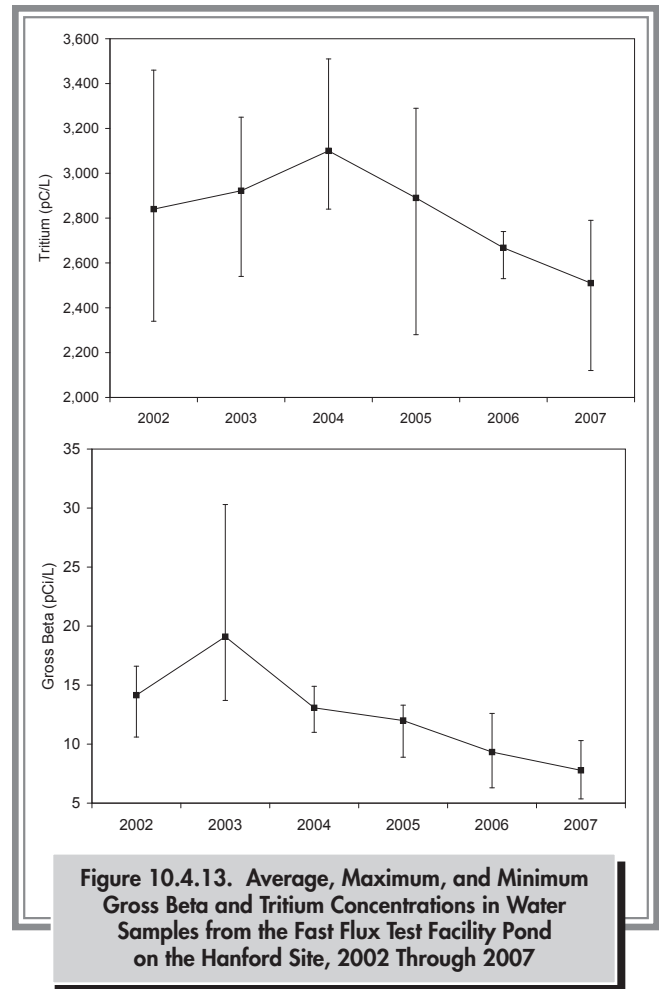 3,600
3,400
3,200
3,000
2,800
2,600
2,400
2,200
2,000
Tritium (pC/L)
2002 2003 2004 2005 2006 2007
35
30
25
20
15
10
5
Gross Beta (pCi/L)
2002 2003 2004 2005 2006 2007
Figure 10.4.13. Average, Maximum, and Minimum
Gross Beta and Tritium Concentrations in Water
Samples from the Fast Flux Test Facility Pond
on the Hanford Site, 2002 Through 2007